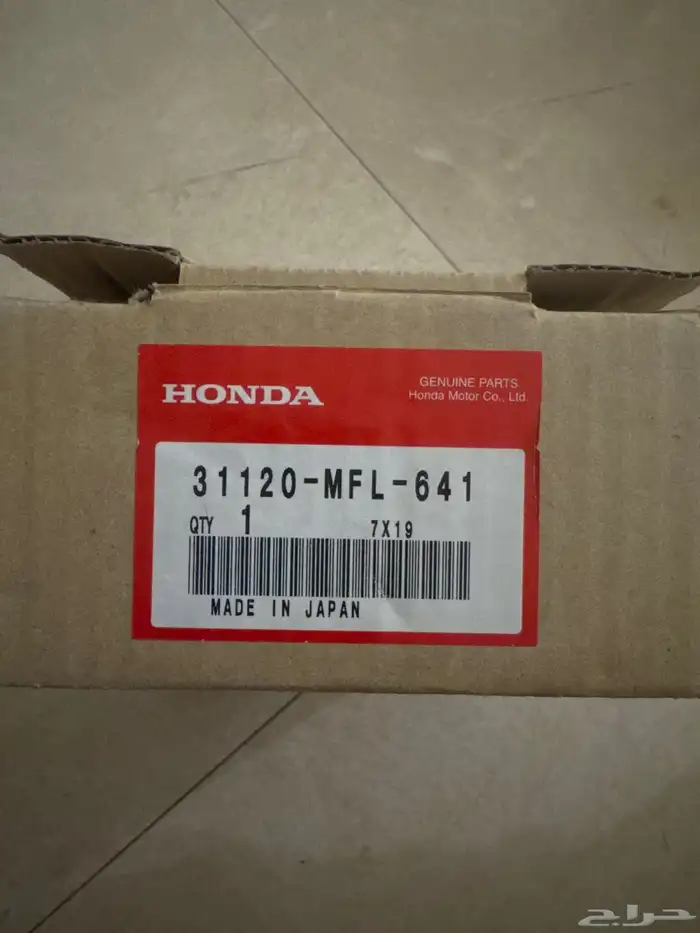 HONDA
GENUINE PARTS
Honda Motor Co., Ltd.
31120-MFL-641
QTY 1 7X19
MADE IN JAPAN
حراج